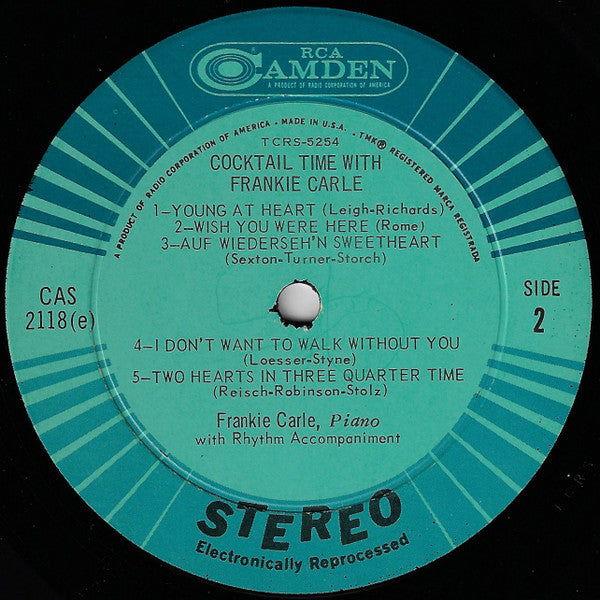 RCA
CAMDEN
A PRODUCT OF RADIO CORPORATION OF AMERICA
A PRODUCT OF RADIO CORPORATION OF AMERICA - MADE IN U.S.A. - TMK® REGISTERED MARCA REGISTRADA
TCRS-5254
COCKTAIL TIME WITH
FRANKIE CARLE
1—YOUNG AT HEART (Leigh-Richards)
2—WISH YOU WERE HERE (Rome)
3—AUF WIEDERSEH'N SWEETHEART
(Sexton-Turner-Storch)
CAS
2118(e)
SIDE
2
4—I DON'T WANT TO WALK WITHOUT YOU
(Loesser-Styne)
5—TWO HEARTS IN THREE QUARTER TIME
(Reisch-Robinson-Stolz)
Frankie Carle, Piano
with Rhythm Accompaniment
STEREO
Electronically Reprocessed